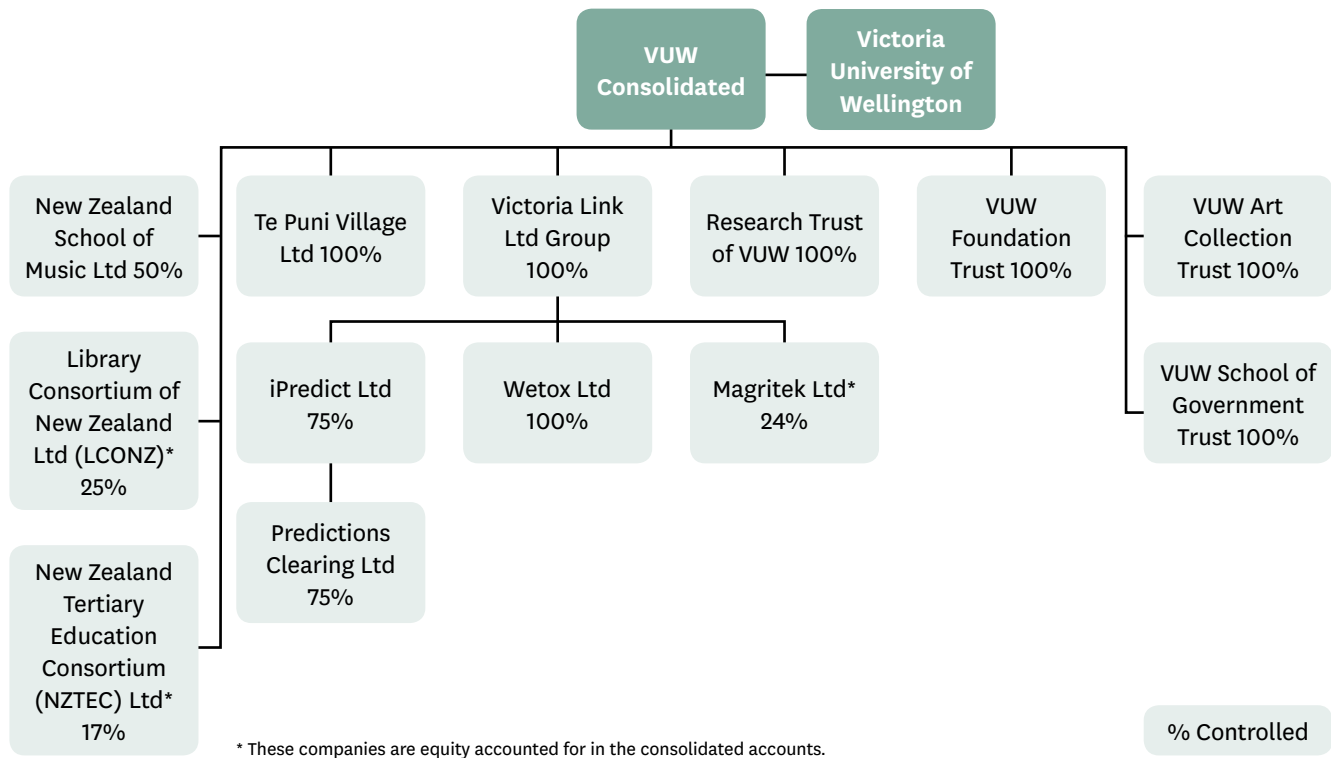 VUW
Consolidated
Victoria
University of
Wellington
New Zealand
School of
Music Ltd 50%
Te Puni Village
Ltd 100%
Victoria Link
Ltd Group
100%
Research Trust
of VUW 100%
VUW
Foundation
Trust 100%
VUW Art
Collection
Trust 100%
Library
Consortium of
New Zealand
Ltd (LCONZ)*
25%
iPredict Ltd
75%
Wetox Ltd
100%
Magritek Ltd*
24%
VUW School of
Government
Trust 100%
Predictions
Clearing Ltd
75%
New Zealand
Tertiary
Education
Consortium
(NZTEC) Ltd*
17%
* These companies are equity accounted for in the consolidated accounts.
% Controlled